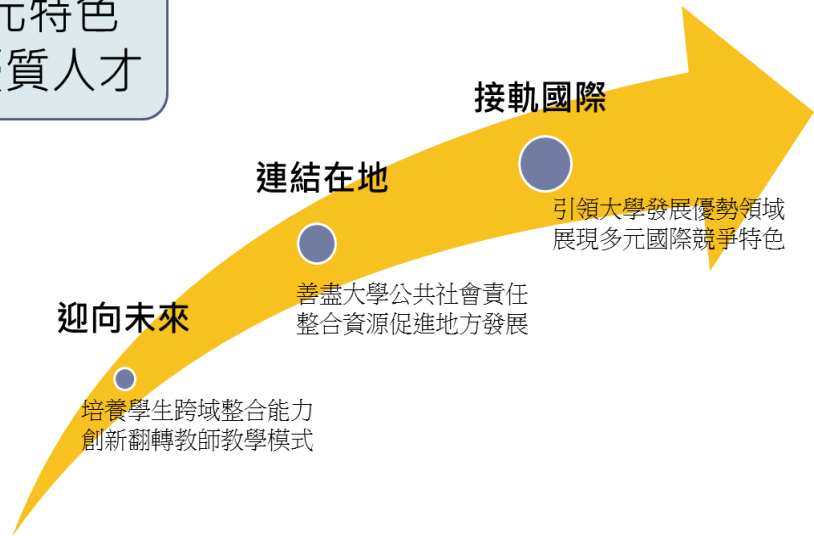 元特色
質人才
接軌國際
引領大學發展優勢領域
展現多元國際競爭特色
連結在地
善盡大學公共社會責任
整合資源促進地方發展
迎向未來
培養學生跨域整合能力
創新翻轉教師教學模式